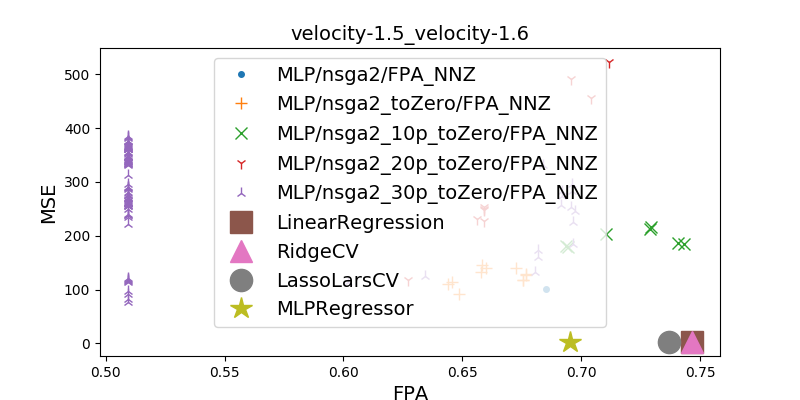 velocity-1.5_velocity-1.6
MSE
500
400
300
200
100
0
MLP/nsga2/FPA_NNZ
MLP/nsga2_toZero/FPA_NNZ
MLP/nsga2_10p_toZero/FPA_NNZ
MLP/nsga2_20p_toZero/FPA_NNZ
MLP/nsga2_30p_toZero/FPA_NNZ
LinearRegression
RidgeCV
LassoLarsCV
MLPRegressor
0.50 0.55 0.60 0.65 0.70 0.75
FPA